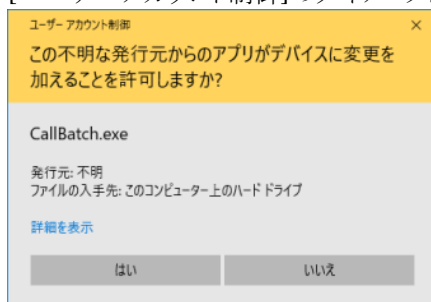 ユーザー アカウント制御
×
この不明な発行元からのアプリがデバイスに変更を
加えることを許可しますか?
CallBatch.exe
発行元: 不明
ファイルの入手先: このコンピューター上のハード ドライブ
詳細を表示
はい
いいえ